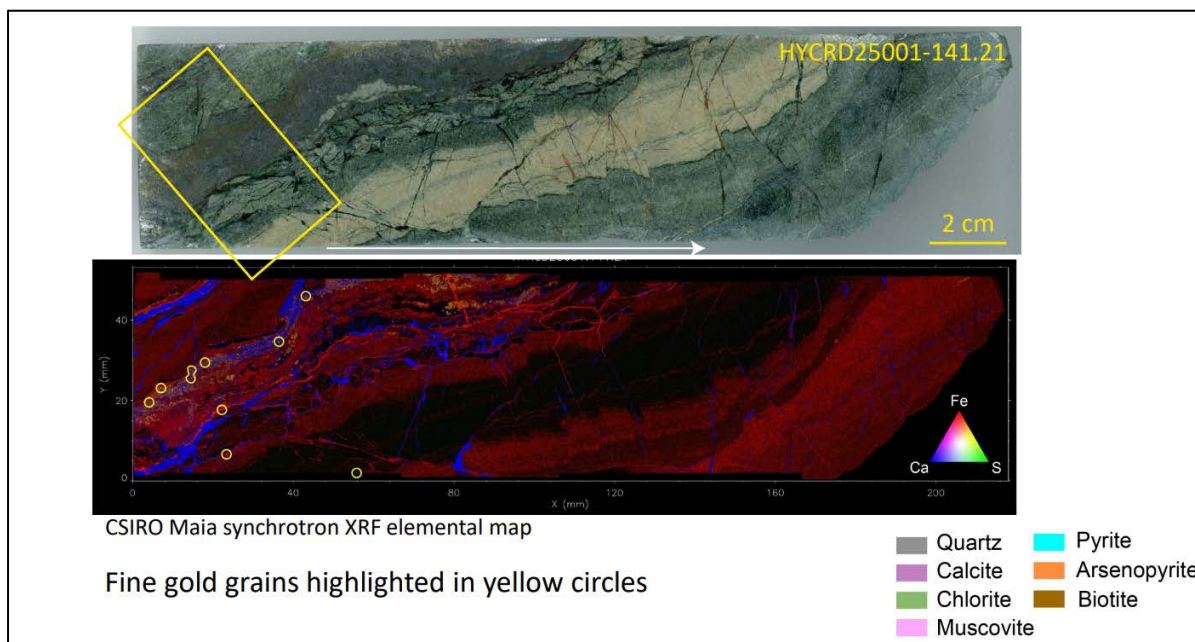 HYCRD25001-141.21
2 cm
40
20
0
Y (mm)
0
40
80
120
160
200
X (mm)
Fe
Ca
S
CSIRO Maia synchrotron XRF elemental map
Fine gold grains highlighted in yellow circles
Quartz
Pyrite
Calcite
Arsenopyrite
Chlorite
Biotite
Muscovite